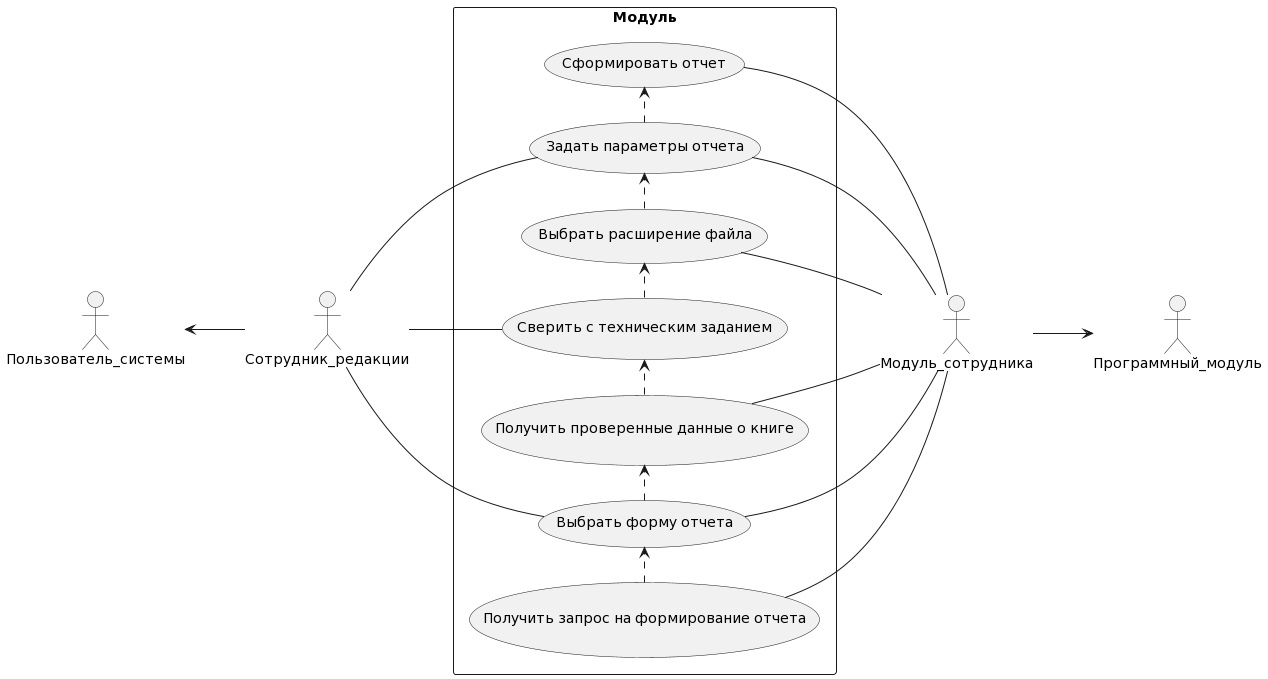 Модуль
Сформировать отчет
Задать параметры отчета
Выбрать расширение файла
Сверить с техническим заданием
Пользователь_системы
Сотрудник_редакции
Модуль_сотрудника
Программный_модуль
Получить проверенные данные о книге
Выбрать форму отчета
Получить запрос на формирование отчета